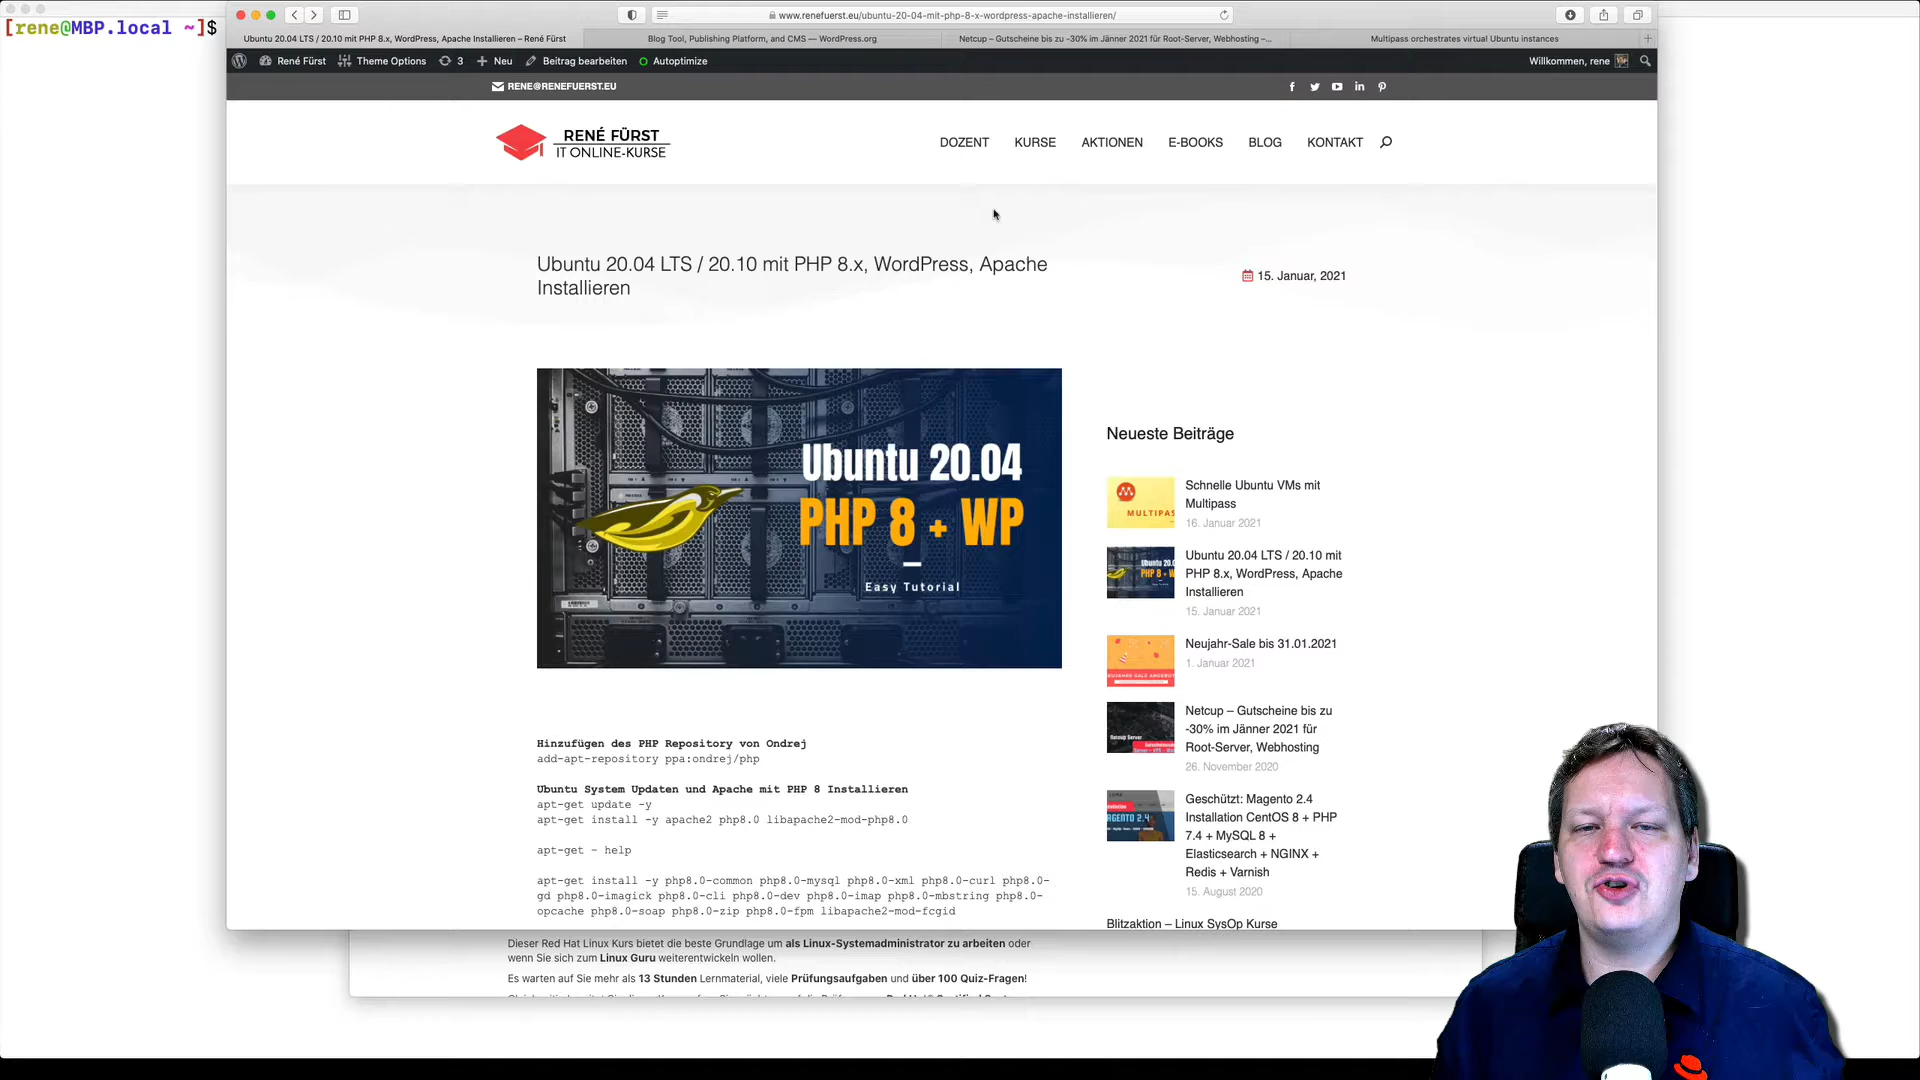 [rene@MBP.local ~]$
www.renefuerst.eu/ubuntu-20-04-mit-php-8-x-wordpress-apache-installieren/
Ubuntu 20.04 LTS / 20.10 mit PHP 8.x, WordPress, Apache Installieren – René Fürst
Blog Tool, Publishing Platform, and CMS — WordPress.org
Netcup – Gutscheine bis zu -30% im Jänner 2021 für Root-Server, Webhosting –...
Multipass orchestrates virtual Ubuntu instances
René Fürst
Theme Options
3
Neu
Beitrag bearbeiten
Autoptimize
Willkommen, rene
RENE@RENEFUERST.EU
RENÉ FÜRST
IT ONLINE-KURSE
DOZENT
KURSE
AKTIONEN
E-BOOKS
BLOG
KONTAKT
Ubuntu 20.04 LTS / 20.10 mit PHP 8.x, WordPress, Apache
Installieren
15. Januar, 2021
Ubuntu 20.04
PHP 8 + WP
Easy Tutorial
Hinzufügen des PHP Repository von Ondrej
add-apt-repository ppa:ondrej/php
Ubuntu System Updaten und Apache mit PHP 8 Installieren
apt-get update -y
apt-get install -y apache2 php8.0 libapache2-mod-php8.0
apt-get – help
apt-get install -y php8.0-common php8.0-mysql php8.0-xml php8.0-curl php8.0-
gd php8.0-imagick php8.0-cli php8.0-dev php8.0-imap php8.0-mbstring php8.0-
opcache php8.0-soap php8.0-zip php8.0-fpm libapache2-mod-fcgid
Neueste Beiträge
Schnelle Ubuntu VMs mit
Multipass
16. Januar 2021
Ubuntu 20.04 LTS / 20.10 mit
PHP 8.x, WordPress, Apache
Installieren
15. Januar 2021
Neujahr-Sale bis 31.01.2021
1. Januar 2021
Netcup – Gutscheine bis zu
-30% im Jänner 2021 für
Root-Server, Webhosting
26. November 2020
Geschützt: Magento 2.4
Installation CentOS 8 + PHP
7.4 + MySQL 8 +
Elasticsearch + NGINX +
Redis + Varnish
15. August 2020
Blitzaktion – Linux SysOp Kurse
Dieser Red Hat Linux Kurs bietet die beste Grundlage um als Linux-Systemadministrator zu arbeiten oder
wenn Sie sich zum Linux Guru weiterentwickeln wollen.
Es warten auf Sie mehr als 13 Stunden Lernmaterial, viele Prüfungsaufgaben und über 100 Quiz-Fragen!